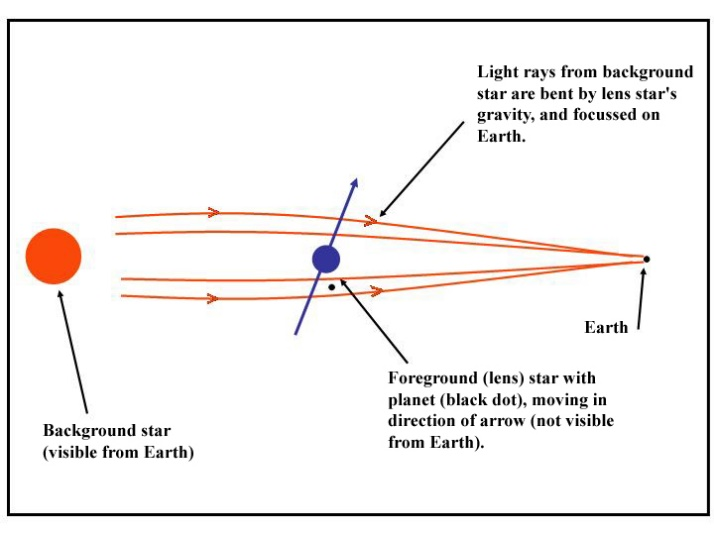 Light rays from background
star are bent by lens star's
gravity, and focussed on
Earth.
Earth
Foreground (lens) star with
planet (black dot), moving in
direction of arrow (not visible
from Earth).
Background star
(visible from Earth)